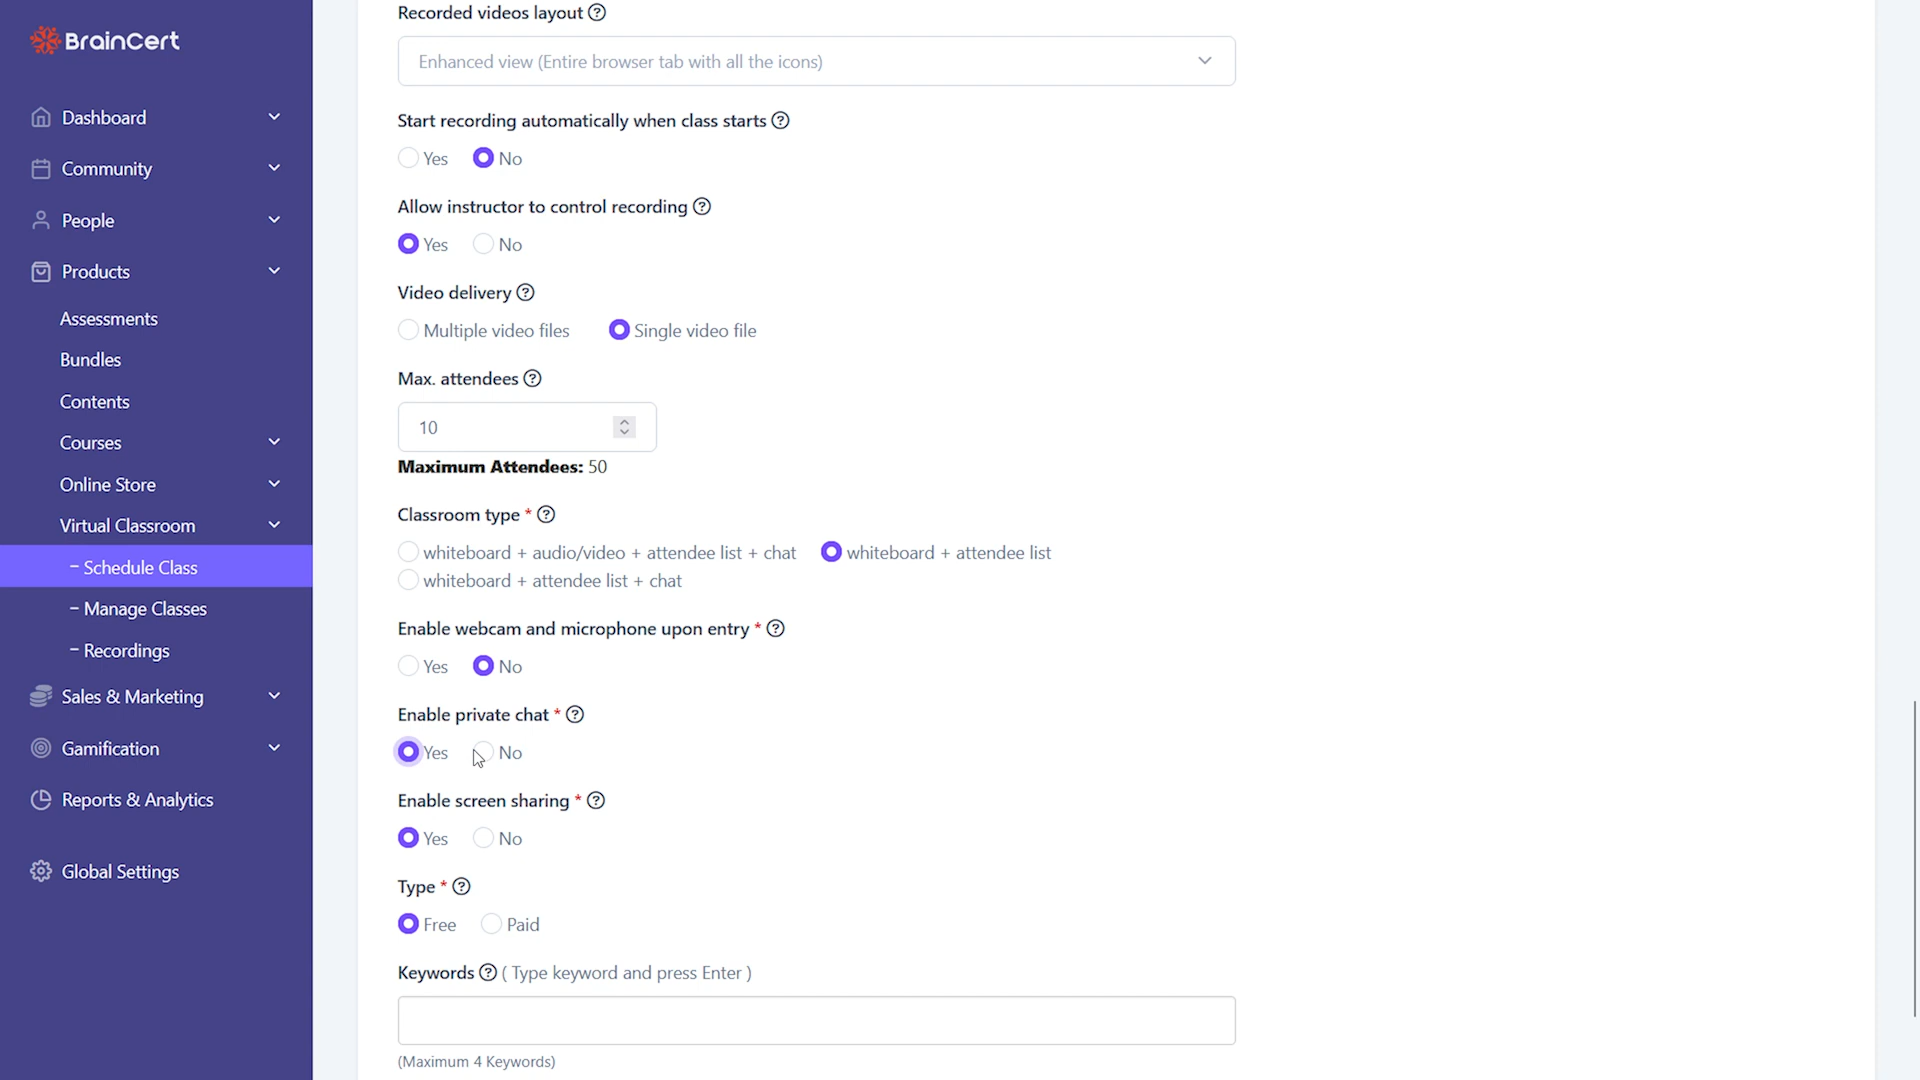 BrainCert
Dashboard
Community
People
Products
Assessments
Bundles
Contents
Courses
Online Store
Virtual Classroom
- Schedule Class
- Manage Classes
- Recordings
Sales & Marketing
Gamification
Reports & Analytics
Global Settings
Recorded videos layout ?
Enhanced view (Entire browser tab with all the icons)
Start recording automatically when class starts ?
Yes No
Allow instructor to control recording ?
Yes No
Video delivery ?
Multiple video files Single video file
Max. attendees ?
10
Maximum Attendees: 50
Classroom type * ?
whiteboard + audio/video + attendee list + chat whiteboard + attendee list
whiteboard + attendee list + chat
Enable webcam and microphone upon entry * ?
Yes No
Enable private chat * ?
Yes No
Enable screen sharing * ?
Yes No
Type * ?
Free Paid
Keywords ? ( Type keyword and press Enter )
(Maximum 4 Keywords)